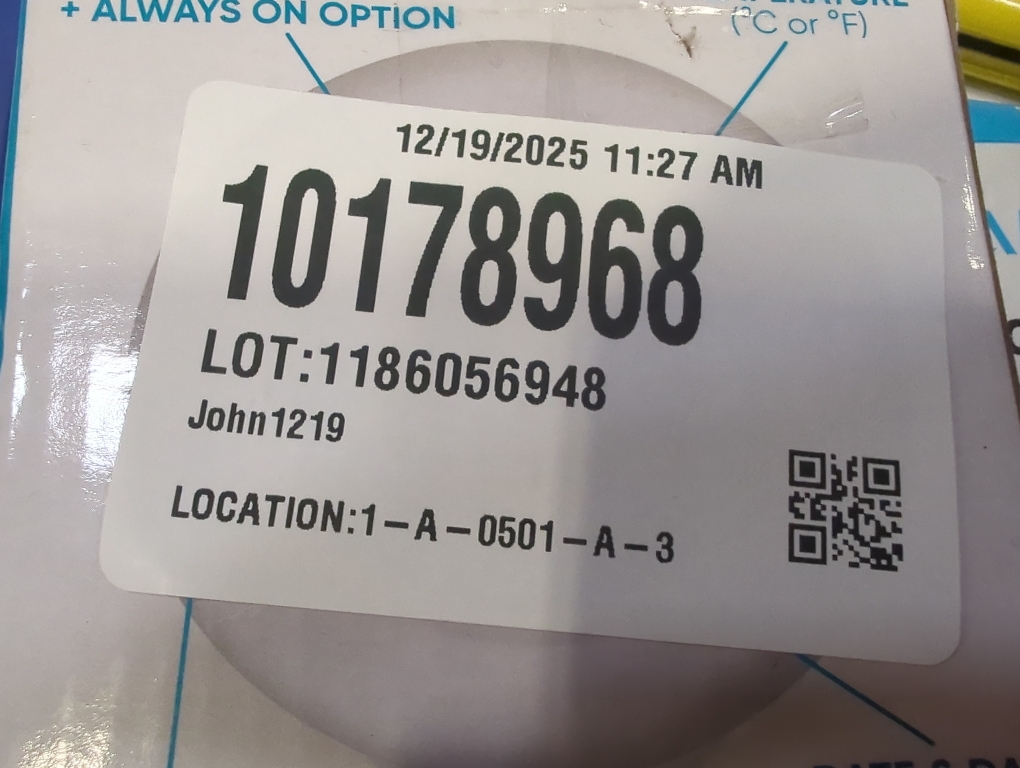 + ALWAYS ON OPTION
(°C or °F)
12/19/2025 11:27 AM
10178968
LOT:1186056948
John1219
LOCATION:1-A-0501-A-3